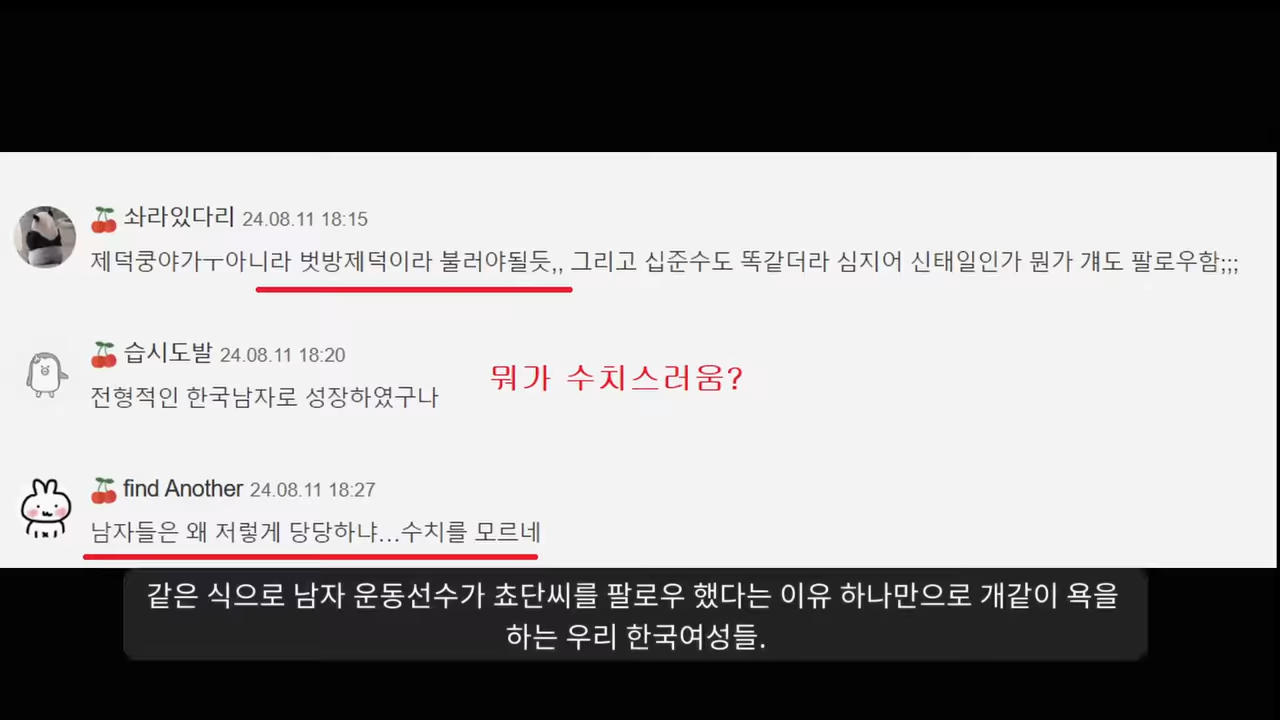 솨라있다리 24.08.11 18:15
제덕쿵야가ㅜ아니라 벗방제덕이라 불러야될듯,, 그리고 십준수도 똑같더라 심지어 신태일인가 뭔가 걔도 팔로우함;;;
습시도발 24.08.11 18:20
뭐가 수치스러움?
전형적인 한국남자로 성장하였구나
find Another 24.08.11 18:27
남자들은 왜 저렇게 당당하냐...수치를 모르네
같은 식으로 남자 운동선수가 쵸단씨를 팔로우 했다는 이유 하나만으로 개같이 욕을
하는 우리 한국여성들.